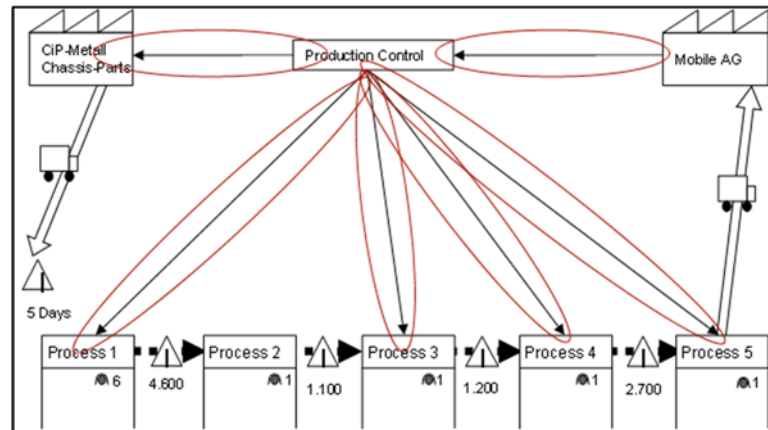 CiP-Metall
Chassis-Parts
Production Control
Mobile AG
5 Days
Process 1
Process 2
Process 3
Process 4
Process 5
6
4.600
1
1.100
1
1.200
1
2.700
1